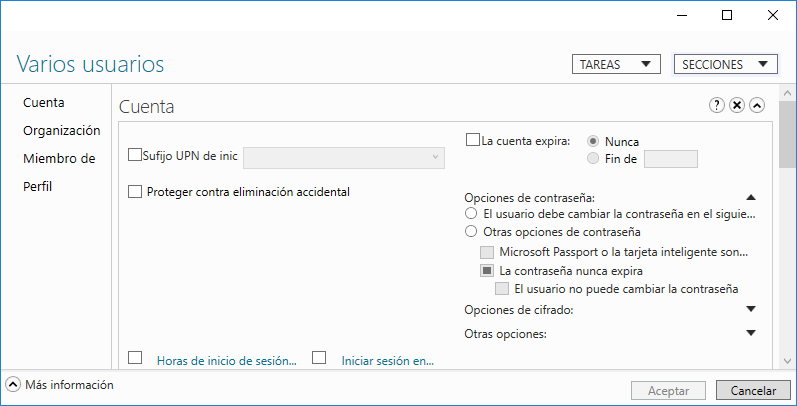 Varios usuarios
TAREAS
SECCIONES
Cuenta
Organización
Miembro de
Perfil
Cuenta
?
Sufijo UPN de inic
Proteger contra eliminación accidental
La cuenta expira:
Nunca
Fin de
Opciones de contraseña:
El usuario debe cambiar la contraseña en el siguie...
Otras opciones de contraseña
Microsoft Passport o la tarjeta inteligente son...
La contraseña nunca expira
El usuario no puede cambiar la contraseña
Opciones de cifrado:
Otras opciones:
Horas de inicio de sesión...
Iniciar sesión en...
Más información
Aceptar
Cancelar